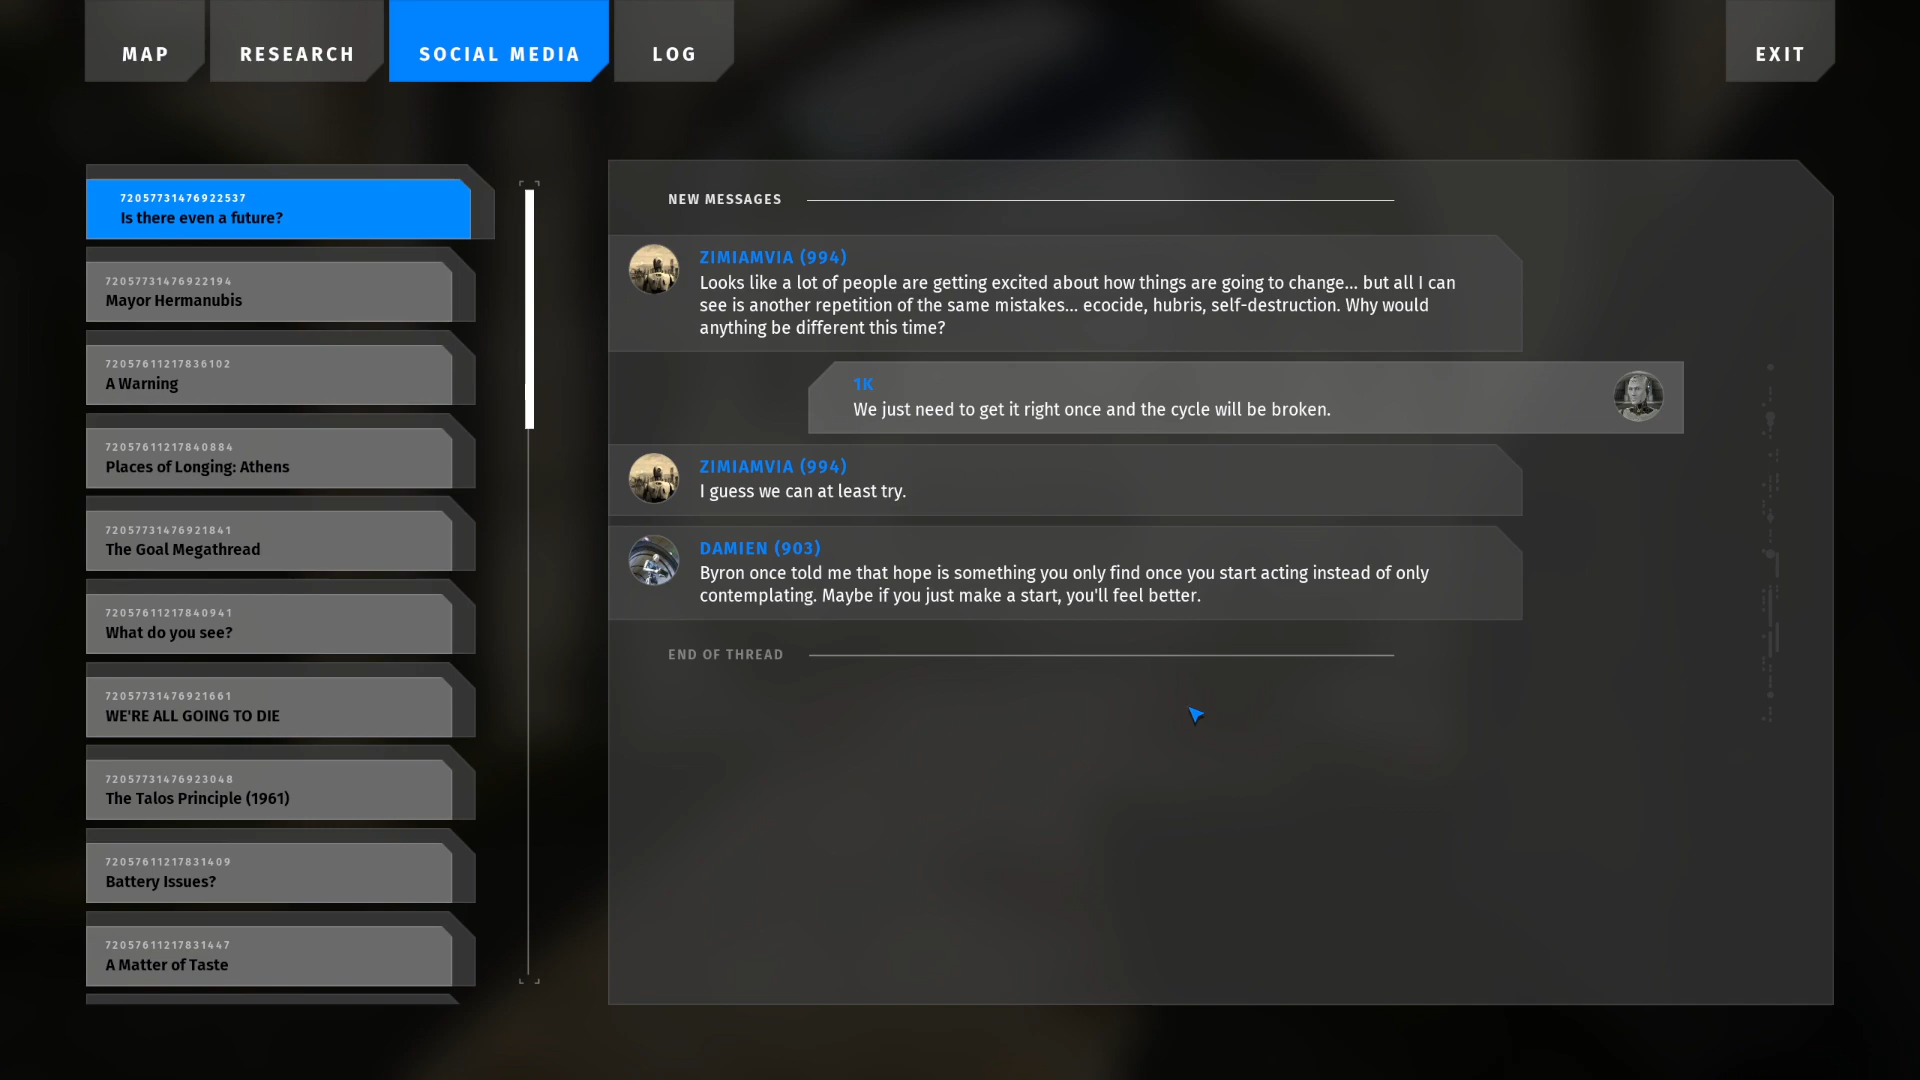 MAP
RESEARCH
SOCIAL MEDIA
LOG
EXIT
72057731476922537
Is there even a future?
72057731476922194
Mayor Hermanubis
72057611217836102
A Warning
72057611217840884
Places of Longing: Athens
72057731476921841
The Goal Megathread
72057611217840941
What do you see?
72057731476921661
WE'RE ALL GOING TO DIE
72057731476923048
The Talos Principle (1961)
72057611217831409
Battery Issues?
72057611217831447
A Matter of Taste
NEW MESSAGES
ZIMIAMVIA (994)
Looks like a lot of people are getting excited about how things are going to change... but all I can
see is another repetition of the same mistakes... ecocide, hubris, self-destruction. Why would
anything be different this time?
1K
We just need to get it right once and the cycle will be broken.
ZIMIAMVIA (994)
I guess we can at least try.
DAMIEN (903)
Byron once told me that hope is something you only find once you start acting instead of only
contemplating. Maybe if you just make a start, you'll feel better.
END OF THREAD